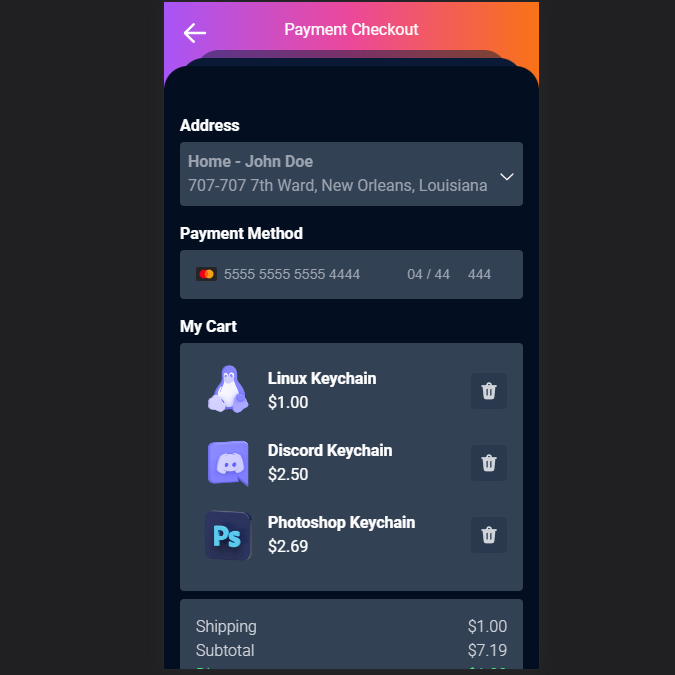 Payment Checkout
Address
Home - John Doe
707-707 7th Ward, New Orleans, Louisiana
Payment Method
5555 5555 5555 4444 04 / 44 444
My Cart
Linux Keychain
$1.00
Discord Keychain
$2.50
Ps
Photoshop Keychain
$2.69
Shipping $1.00
Subtotal $7.19